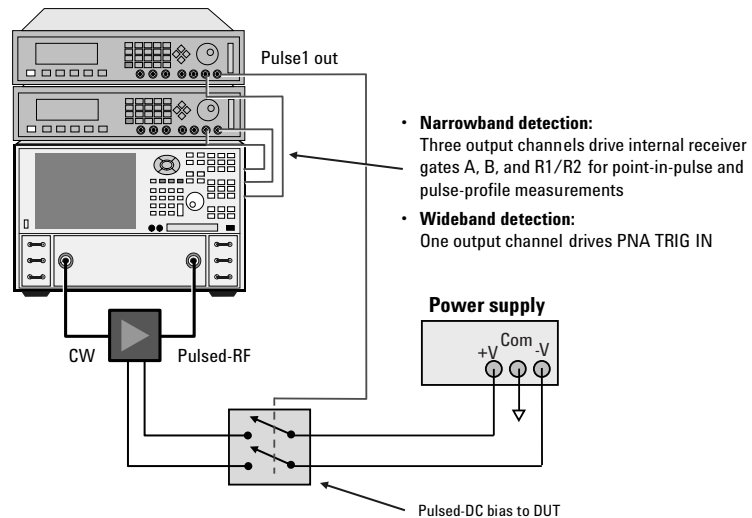 Pulse1 out
• Narrowband detection:
Three output channels drive internal receiver
gates A, B, and R1/R2 for point-in-pulse and
pulse-profile measurements
• Wideband detection:
One output channel drives PNA TRIG IN
Power supply
+V Com -V
CW Pulsed-RF
Pulsed-DC bias to DUT